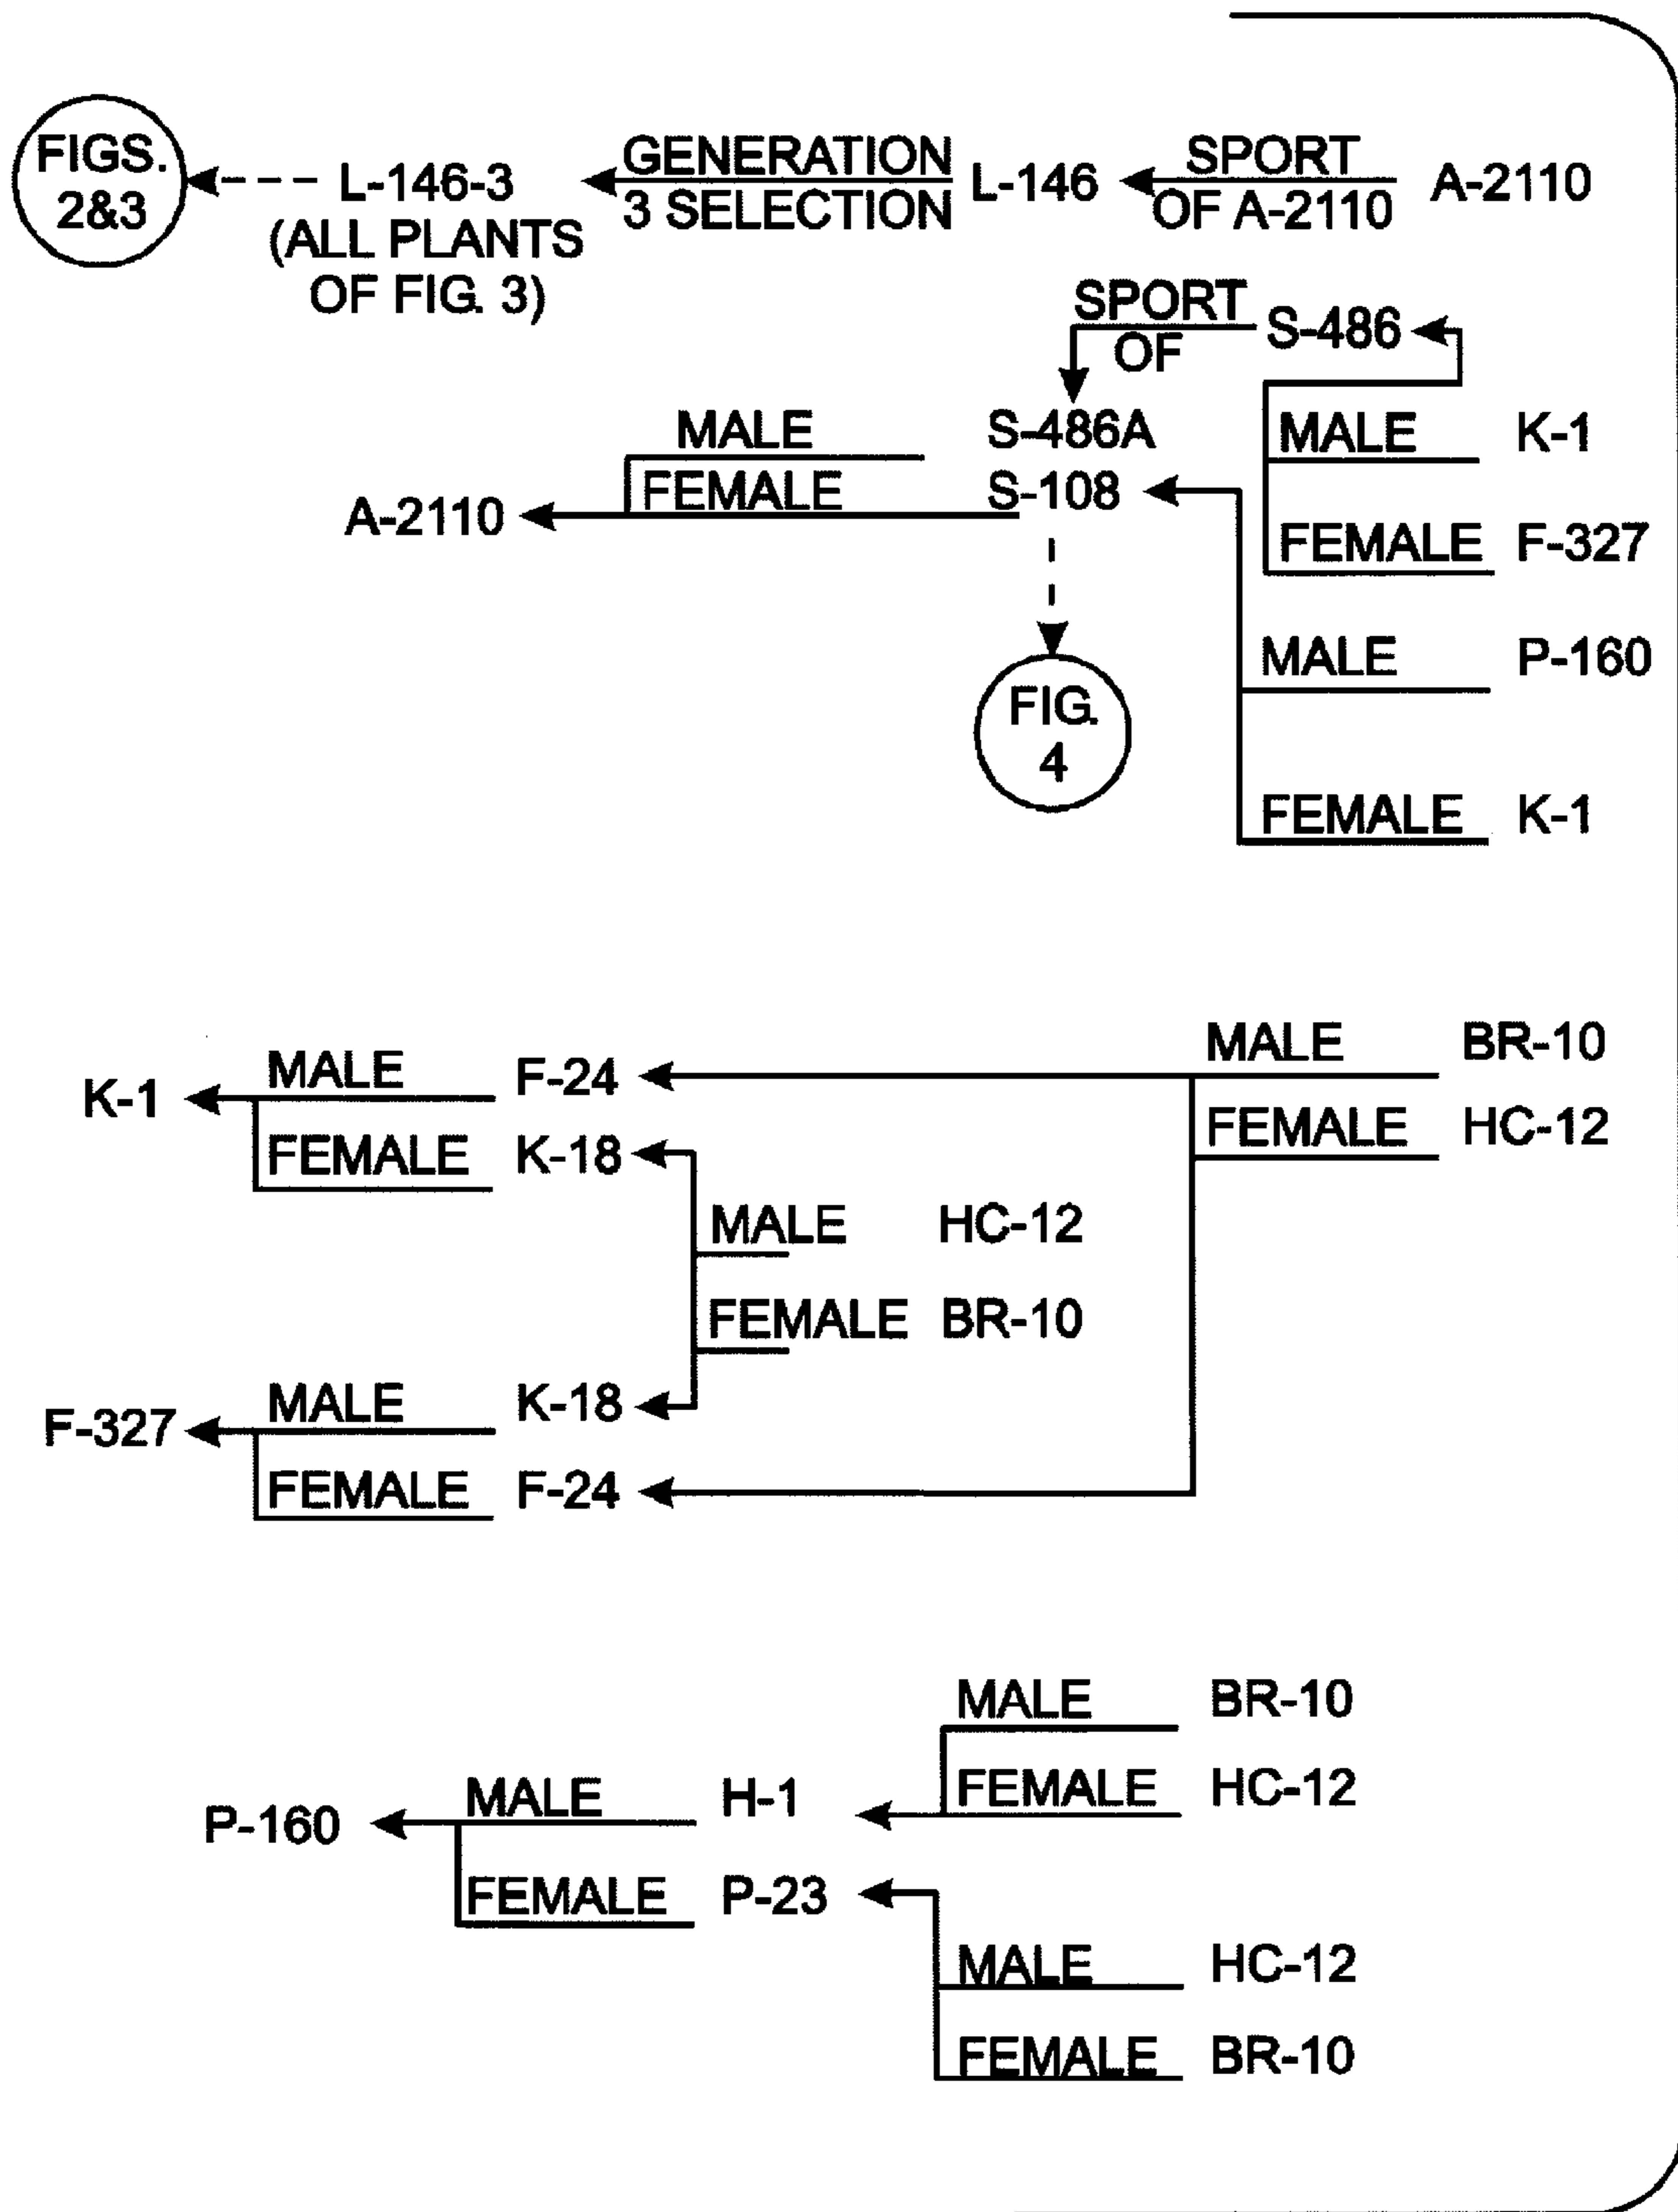 FIGS.
2&3
L-146-3
(ALL PLANTS
OF FIG. 3)
GENERATION
3 SELECTION
L-146
SPORT
OF A-2110
A-2110
SPORT
OF
S-486
MALE
S-486A
MALE
K-1
FEMALE
S-108
A-2110
FEMALE
F-327
MALE
P-160
FIG.
4
FEMALE
K-1
MALE
BR-10
K-1
MALE
F-24
FEMALE
HC-12
FEMALE
K-18
MALE
HC-12
FEMALE
BR-10
F-327
MALE
K-18
FEMALE
F-24
MALE
BR-10
P-160
MALE
H-1
FEMALE
HC-12
FEMALE
P-23
MALE
HC-12
FEMALE
BR-10